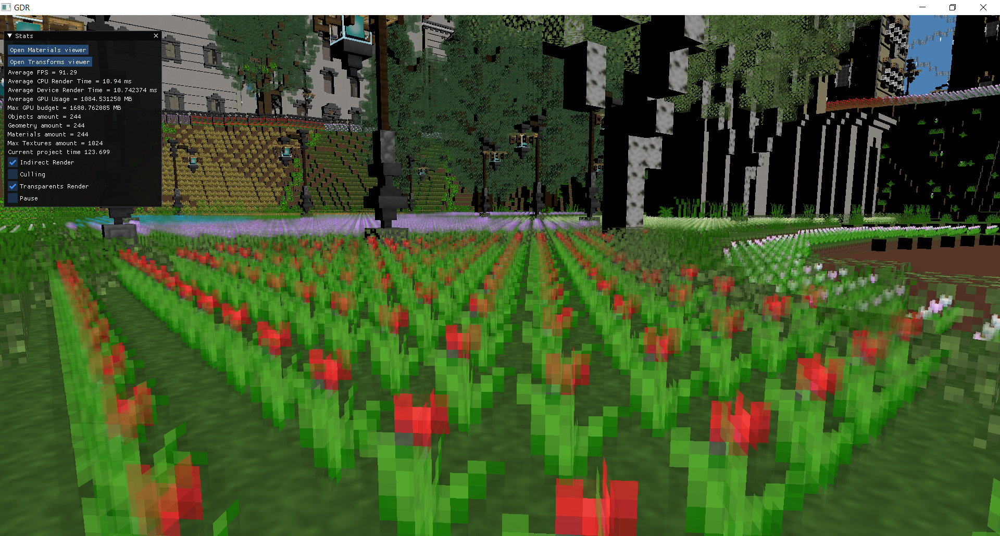 GDR
Stats
Open Materials viewer
Open Transforms viewer
Average FPS = 91.29
Average CPU Render Time = 10.94 ms
Average Device Render Time = 10.742374 ms
Average GPU Usage = 1084.531250 MB
Max GPU budget = 1680.762085 MB
Objects amount = 244
Geometry amount = 244
Materials amount = 244
Max Textures amount = 1024
Current project time 123.699
Indirect Render
Culling
Transparents Render
Pause